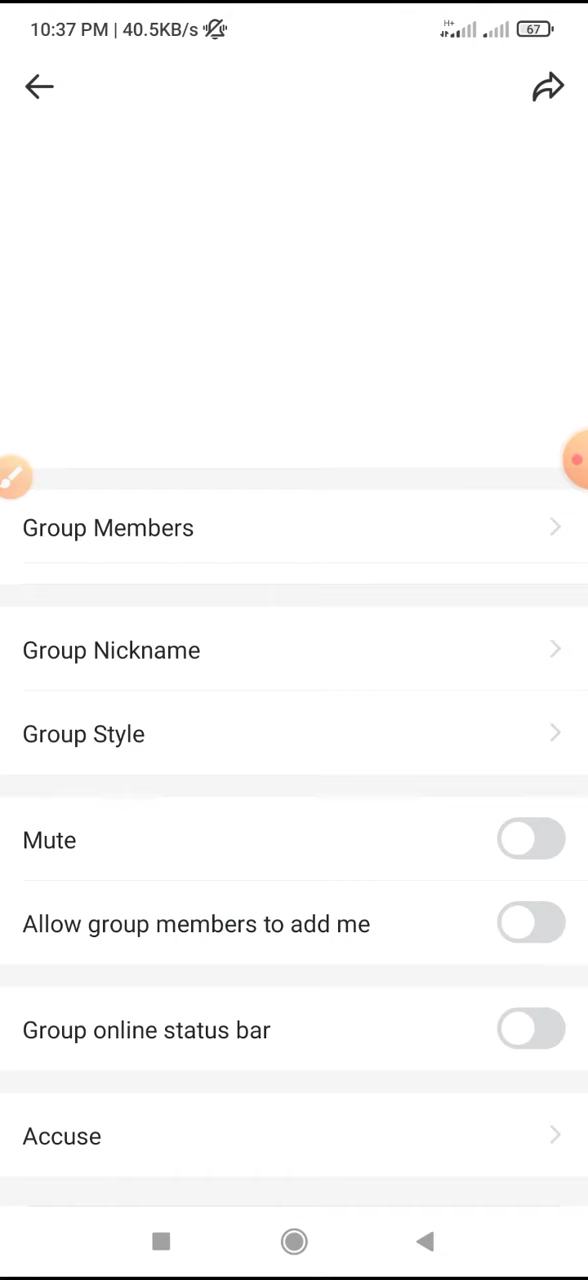 10:37 PM | 40.5KB/s
H+
67
Group Members
Group Nickname
Group Style
Mute
Allow group members to add me
Group online status bar
Accuse